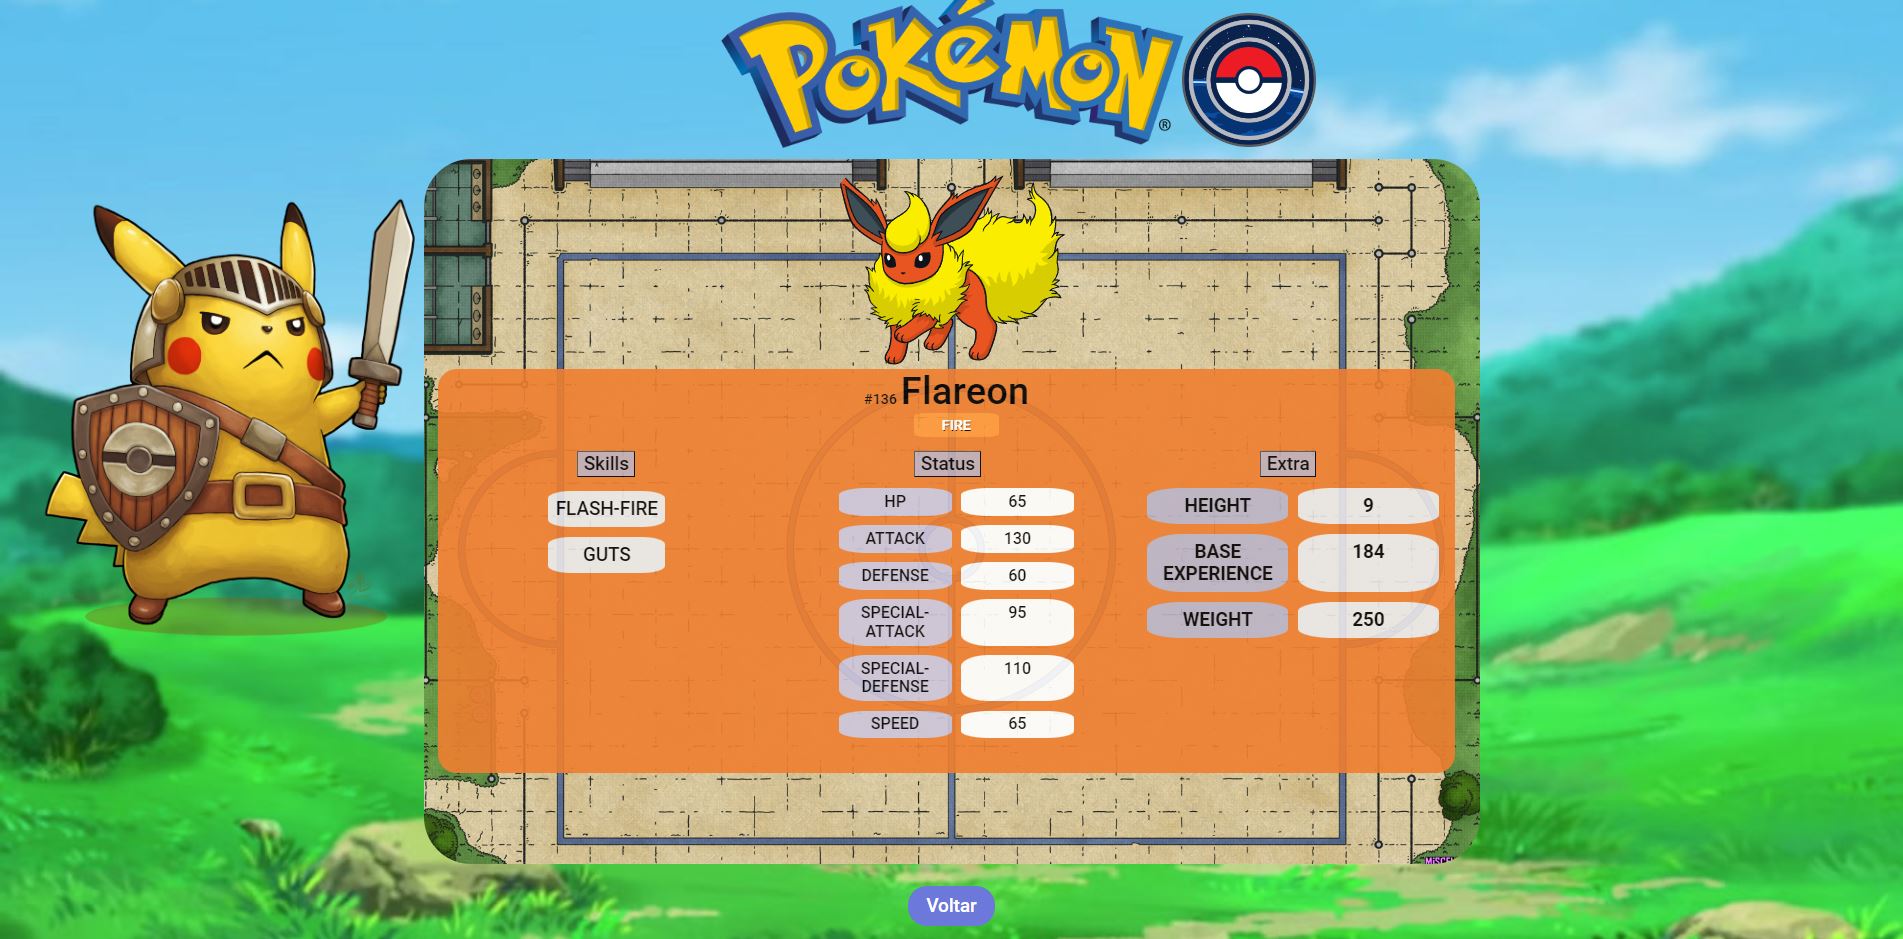 POKéMON
®
#136 Flareon
FIRE
Skills
FLASH-FIRE
GUTS
Status
HP 65
ATTACK 130
DEFENSE 60
SPECIAL-
ATTACK 95
SPECIAL-
DEFENSE 110
SPEED 65
Extra
HEIGHT 9
BASE
EXPERIENCE 184
WEIGHT 250
Voltar